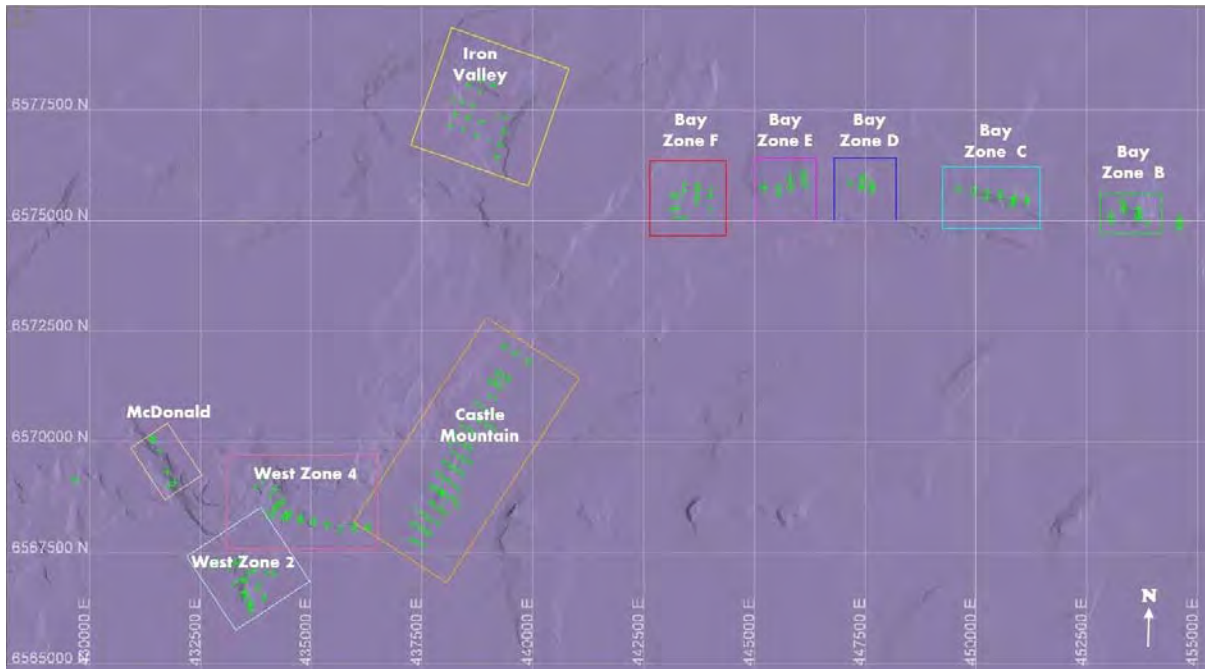 Iron
Valley
6577500 N
Bay
Zone F
Bay
Zone E
Bay
Zone D
Bay
Zone C
Bay
Zone B
6575000 N
6572500 N
McDonald
6570000 N
Castle
Mountain
West Zone 4
6567500 N
West Zone 2
N
6565000 N
430000 E
432500 E
435000 E
437500 E
440000 E
442500 E
445000 E
447500 E
450000 E
452500 E
455000 E